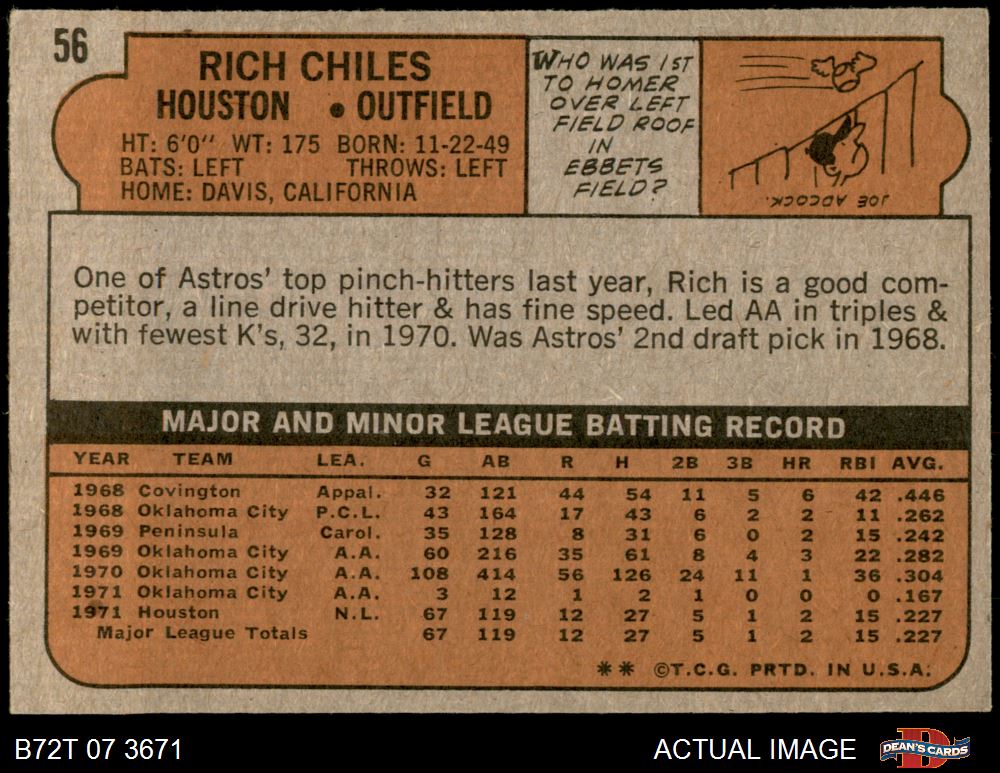 56
RICH CHILES
HOUSTON • OUTFIELD
HT: 6'0" WT: 175 BORN: 11-22-49
BATS: LEFT THROWS: LEFT
HOME: DAVIS, CALIFORNIA
WHO WAS 1ST
TO HOMER
OVER LEFT
FIELD ROOF
IN
EBBETS
FIELD?
JOE ADCOCK.
One of Astros' top pinch-hitters last year, Rich is a good com-
petitor, a line drive hitter & has fine speed. Led AA in triples &
with fewest K's, 32, in 1970. Was Astros' 2nd draft pick in 1968.
MAJOR AND MINOR LEAGUE BATTING RECORD
YEAR TEAM LEA. G AB R H 2B 3B HR RBI AVG.
1968 Covington Appal. 32 121 44 54 11 5 6 42 .446
1968 Oklahoma City P.C.L. 43 164 17 43 6 2 2 11 .262
1969 Peninsula Carol. 35 128 8 31 6 0 2 15 .242
1969 Oklahoma City A.A. 60 216 35 61 8 4 3 22 .282
1970 Oklahoma City A.A. 108 414 56 126 24 11 1 36 .304
1971 Oklahoma City A.A. 3 12 1 2 1 0 0 0 .167
1971 Houston N.L. 67 119 12 27 5 1 2 15 .227
Major League Totals 67 119 12 27 5 1 2 15 .227
** ©T.C.G. PRTD. IN U.S.A.
B72T 07 3671 ACTUAL IMAGE DEAN'S CARDS